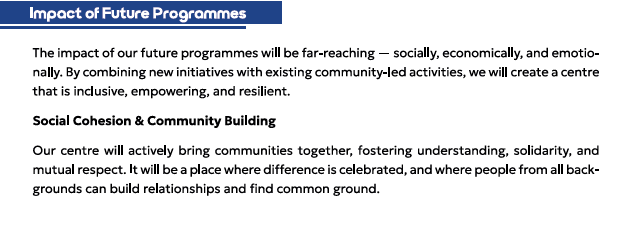 Impact of Future Programmes
The impact of our future programmes will be far-reaching — socially, economically, and emotio-
nally. By combining new initiatives with existing community-led activities, we will create a centre
that is inclusive, empowering, and resilient.
Social Cohesion & Community Building
Our centre will actively bring communities together, fostering understanding, solidarity, and
mutual respect. It will be a place where difference is celebrated, and where people from all back-
grounds can build relationships and find common ground.